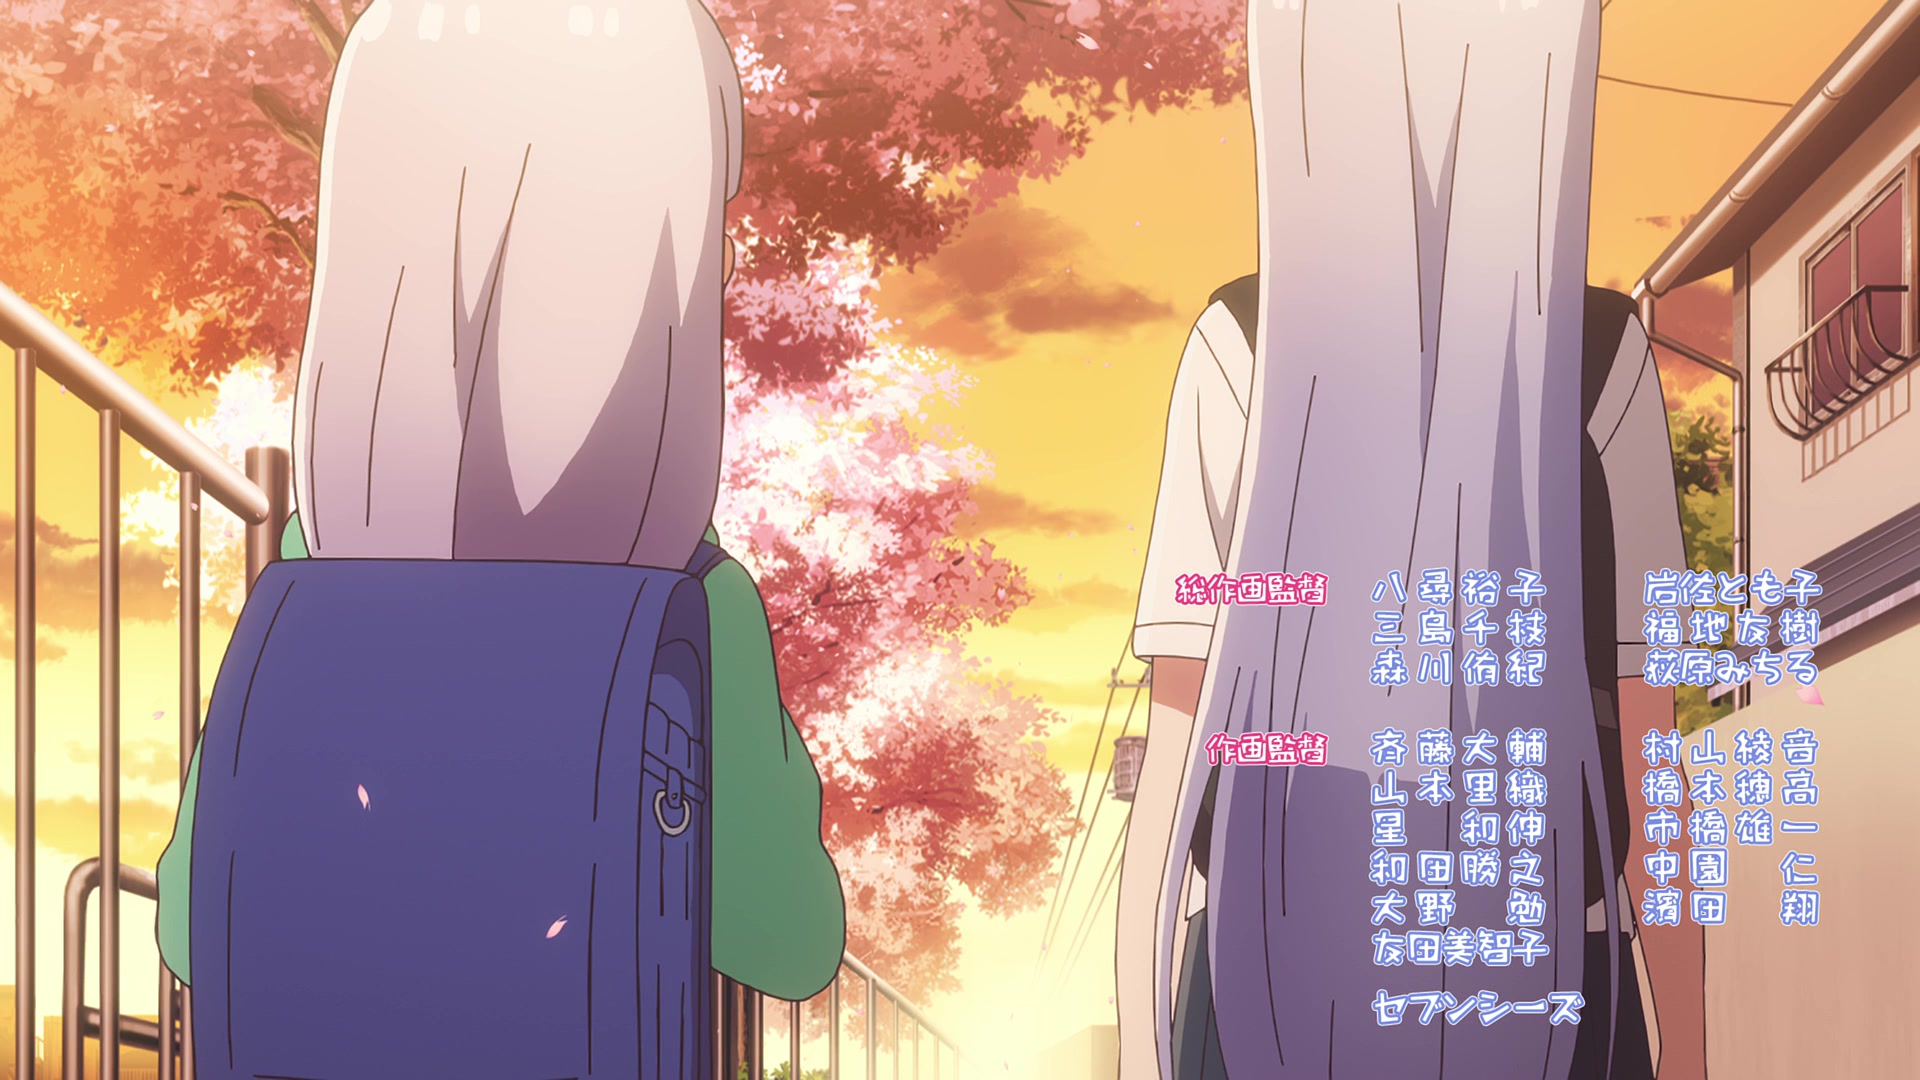 総作画監督 八尋裕子 岩佐とも子
三島千枝 福地友樹
森川侑紀 萩原みちる
作画監督 斉藤大輔 村山綾音
山本里織 橋本穂高
星和伸 市橋雄一
和田勝之 中園仁
大野勉 濱田翔
友田美智子
セブンシーズ